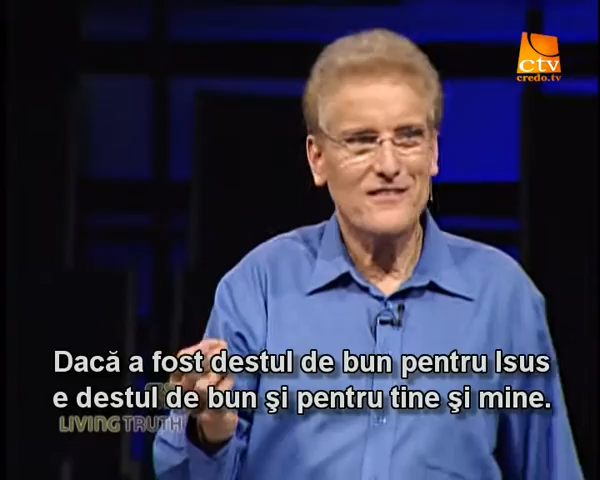 ctv
credo.tv
Dacă a fost destul de bun pentru Isus
e destul de bun şi pentru tine şi mine.
LIVING TRUTH